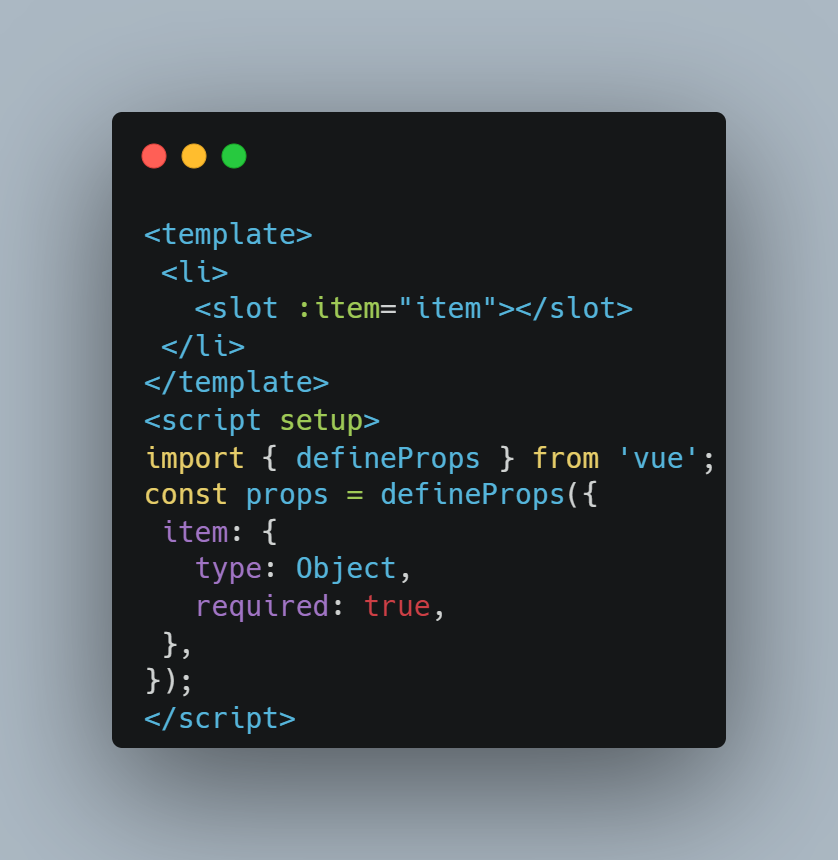 <template>
 <li>
   <slot :item="item"></slot>
 </li>
</template>
<script setup>
import { defineProps } from 'vue';
const props = defineProps({
 item: {
   type: Object,
   required: true,
 },
});
</script>